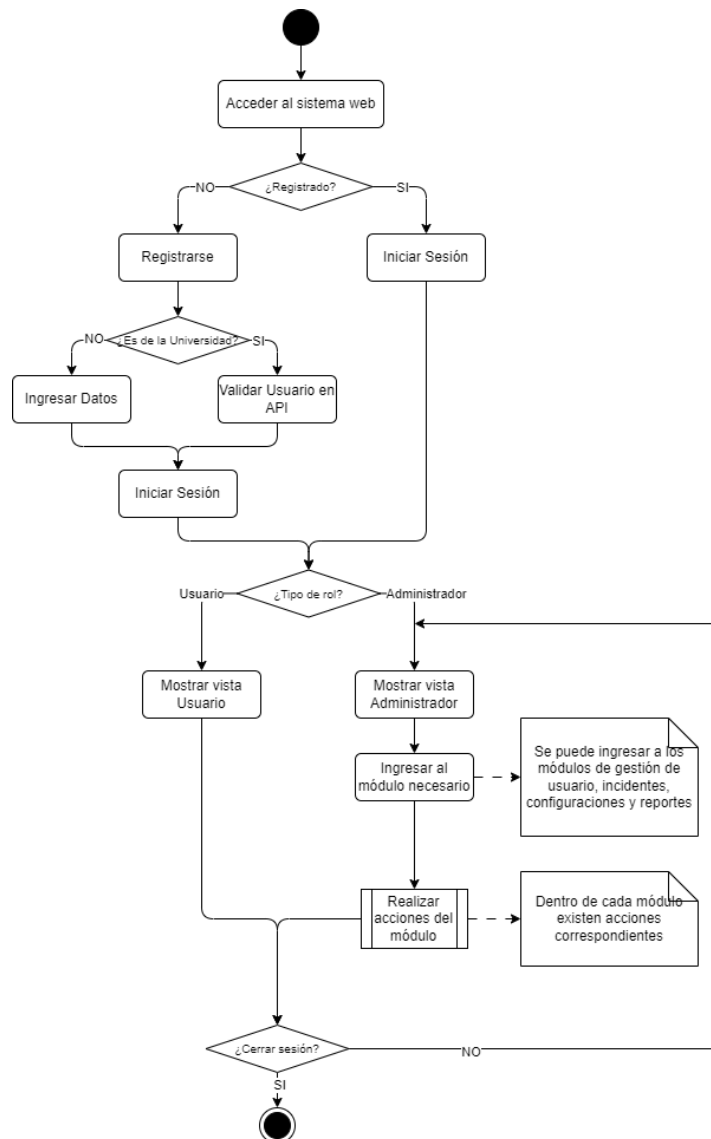 Acceder al sistema web
¿Registrado?
NO
SI
Registrarse
Iniciar Sesión
¿Es de la Universidad?
NO
SI
Ingresar Datos
Validar Usuario en
API
Iniciar Sesión
¿Tipo de rol?
Usuario
Administrador
Mostrar vista
Usuario
Mostrar vista
Administrador
Ingresar al
módulo necesario
Se puede ingresar a los
módulos de gestión de
usuario, incidentes,
configuraciones y reportes
Realizar
acciones del
módulo
Dentro de cada módulo
existen acciones
correspondientes
¿Cerrar sesión?
NO
SI